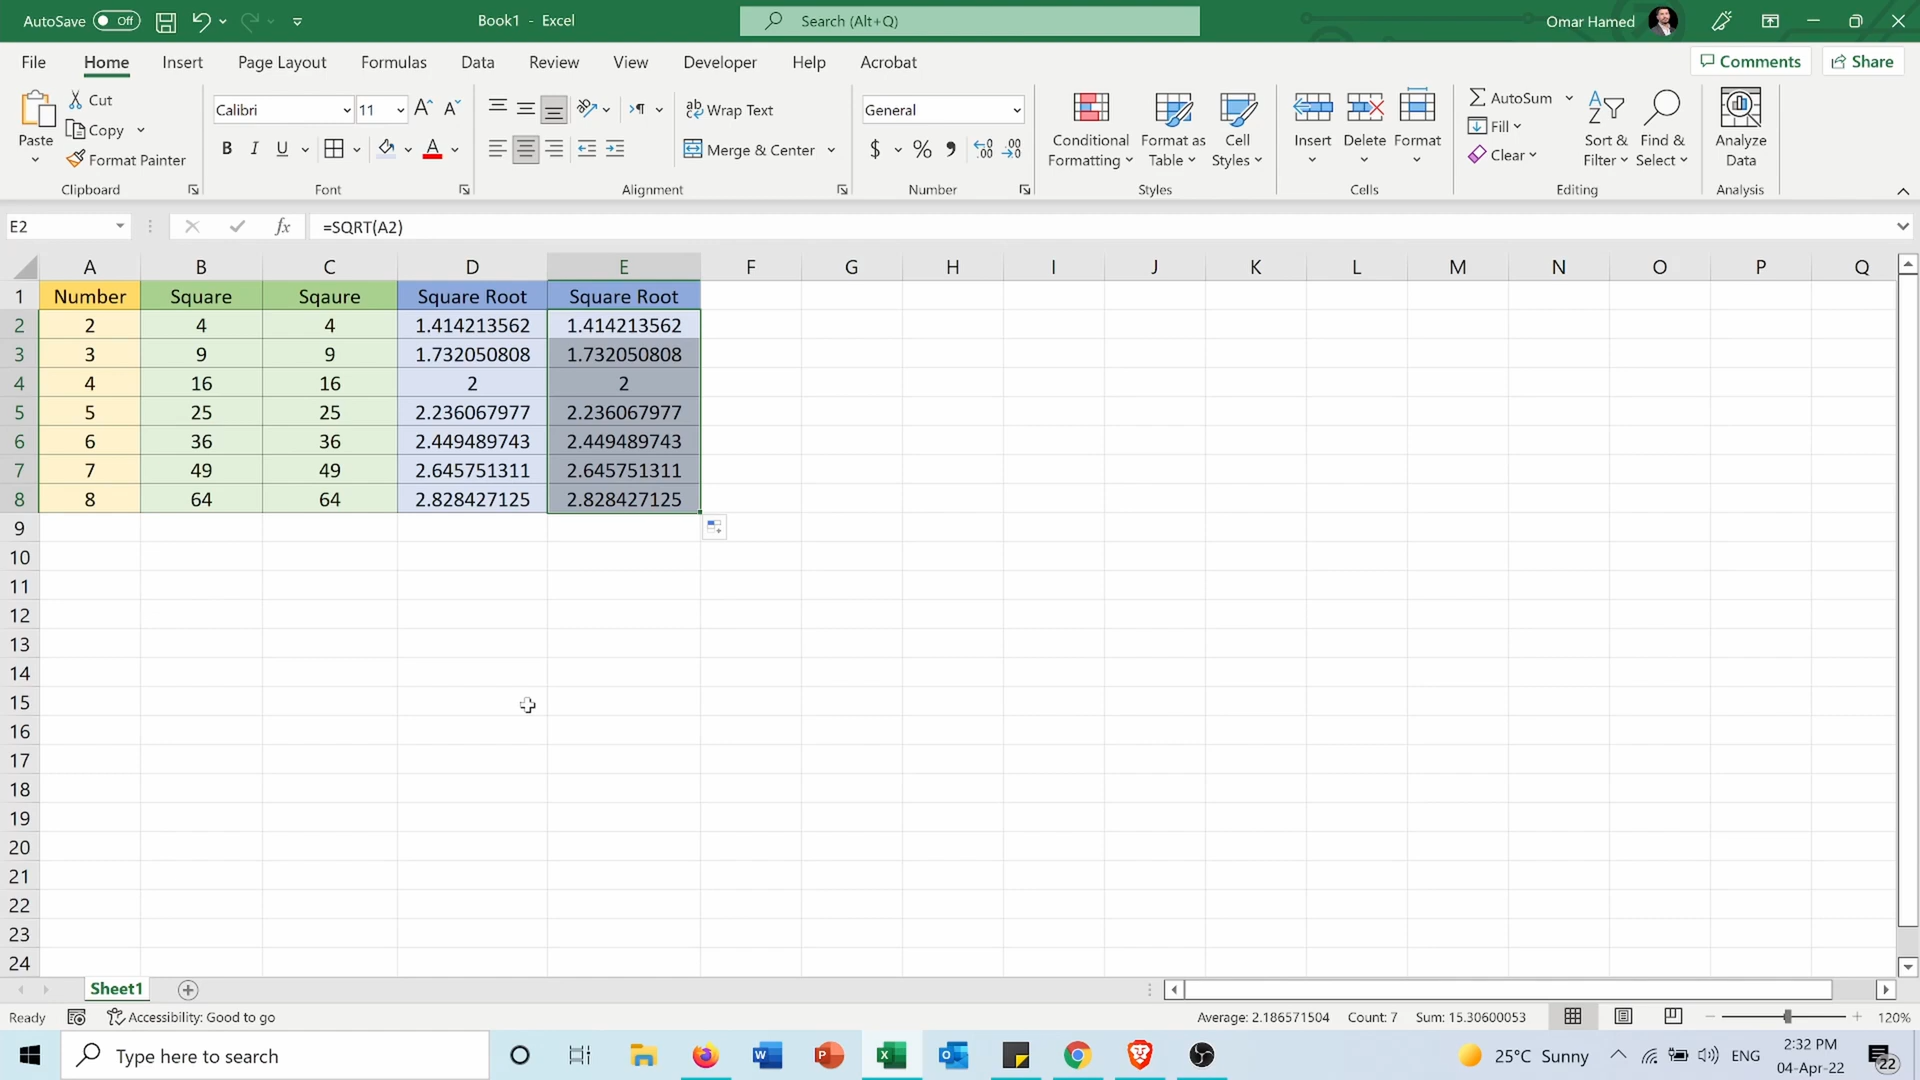 AutoSave Off Book1 - Excel Search (Alt+Q) Omar Hamed
File Home Insert Page Layout Formulas Data Review View Developer Help Acrobat Comments Share
Paste Cut Copy Format Painter Clipboard
Calibri 11 B I U A Font
Wrap Text Merge & Center Alignment
General $ % Number
Conditional Formatting Format as Table Cell Styles Styles
Insert Delete Format Cells
AutoSum Fill Clear Sort & Filter Find & Select Editing
Analyze Data Analysis
E2 fx =SQRT(A2)
A B C D E F G H I J K L M N O P Q
1 Number Square Sqaure Square Root Square Root
2 2 4 4 1.414213562 1.414213562
3 3 9 9 1.732050808 1.732050808
4 4 16 16 2 2
5 5 25 25 2.236067977 2.236067977
6 6 36 36 2.449489743 2.449489743
7 7 49 49 2.645751311 2.645751311
8 8 64 64 2.828427125 2.828427125
9
10
11
12
13
14
15
16
17
18
19
20
21
22
23
24
Sheet1
Ready Accessibility: Good to go Average: 2.186571504 Count: 7 Sum: 15.30600053 120%
Type here to search 25°C Sunny ENG 2:32 PM
04-Apr-22 22